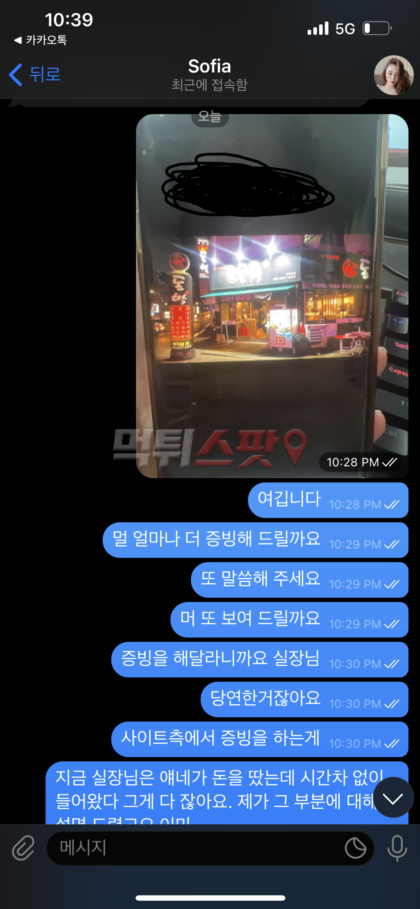 10:39
5G
◀ 카카오톡
뒤로
Sofia
최근에 접속함
오늘
먹튀스팟
10:28 PM
여깁니다 10:28 PM
멀 얼마나 더 증빙해 드릴까요 10:29 PM
또 말씀해 주세요 10:29 PM
머 또 보여 드릴까요 10:29 PM
증빙을 해달라니까요 실장님 10:30 PM
당연한거잖아요 10:30 PM
사이트측에서 증빙을 하는게 10:30 PM
지금 실장님은 얘네가 돈을 땄는데 시간차 없이
들어왔다 그게 다 잖아요. 제가 그 부분에 대해
메시지